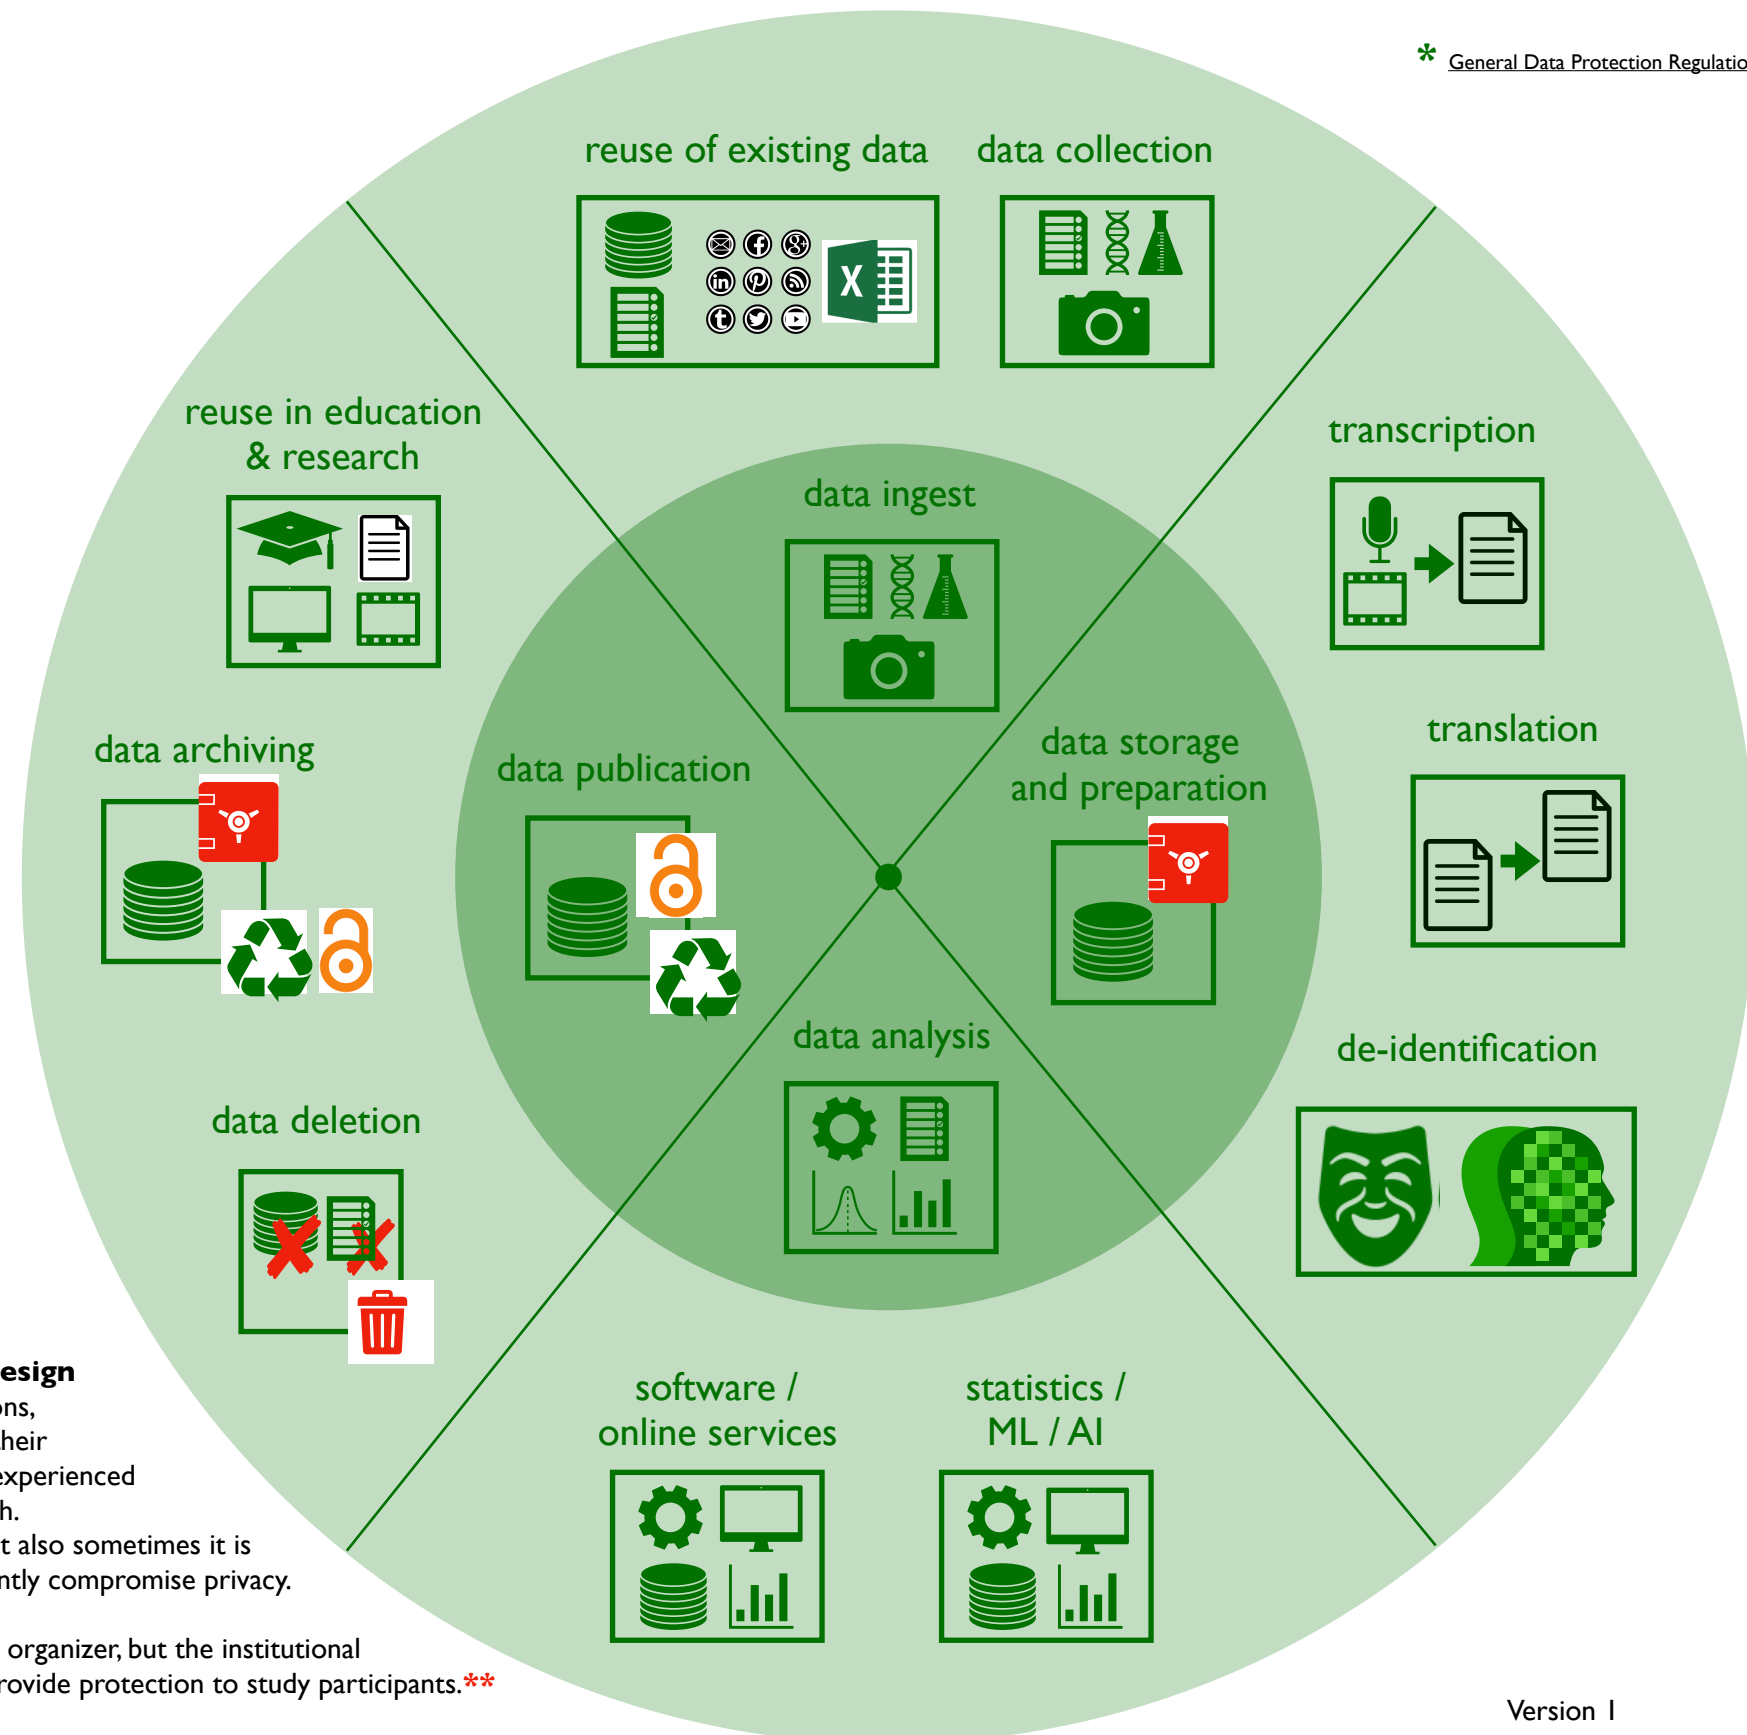 * General Data Protection Regulatio
reuse of existing data
data collection
reuse in education
& research
transcription
data ingest
data archiving
data publication
data storage
and preparation
translation
data analysis
de-identification
data deletion
software /
online services
statistics /
ML / AI
esign
ons,
heir
experienced
h.
t also sometimes it is
ntly compromise privacy.
organizer, but the institutional
rovide protection to study participants.**
Version 1